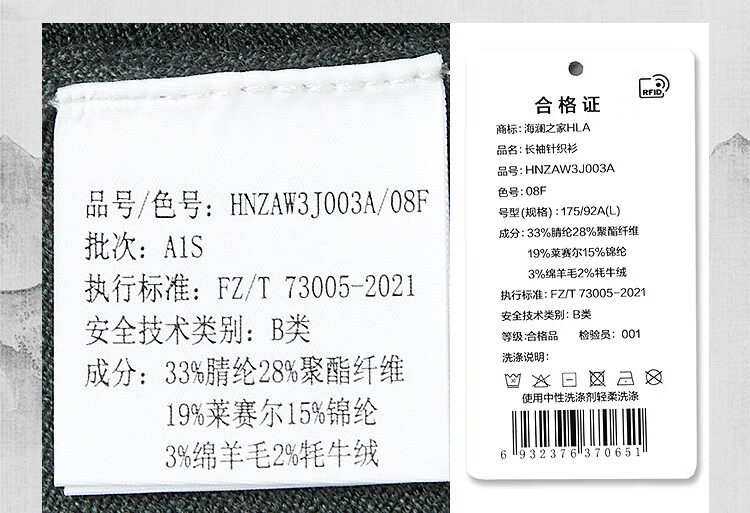 品号/色号：HNZAW3J003A/08F
批次：A1S
执行标准：FZ/T 73005-2021
安全技术类别：B类
成分：33%腈纶28%聚酯纤维
19%莱赛尔15%锦纶
3%绵羊毛2%牦牛绒
RFID
合格证
商标：海澜之家HLA
品名：长袖针织衫
品号：HNZAW3J003A
色号：08F
号型(规格)：175/92A(L)
成分：33%腈纶28%聚酯纤维
19%莱赛尔15%锦纶
3%绵羊毛2%牦牛绒
执行标准：FZ/T 73005-2021
安全技术类别：B类
等级：合格品 检验员：001
洗涤说明：
使用中性洗涤剂轻柔洗涤
6 932376 370651